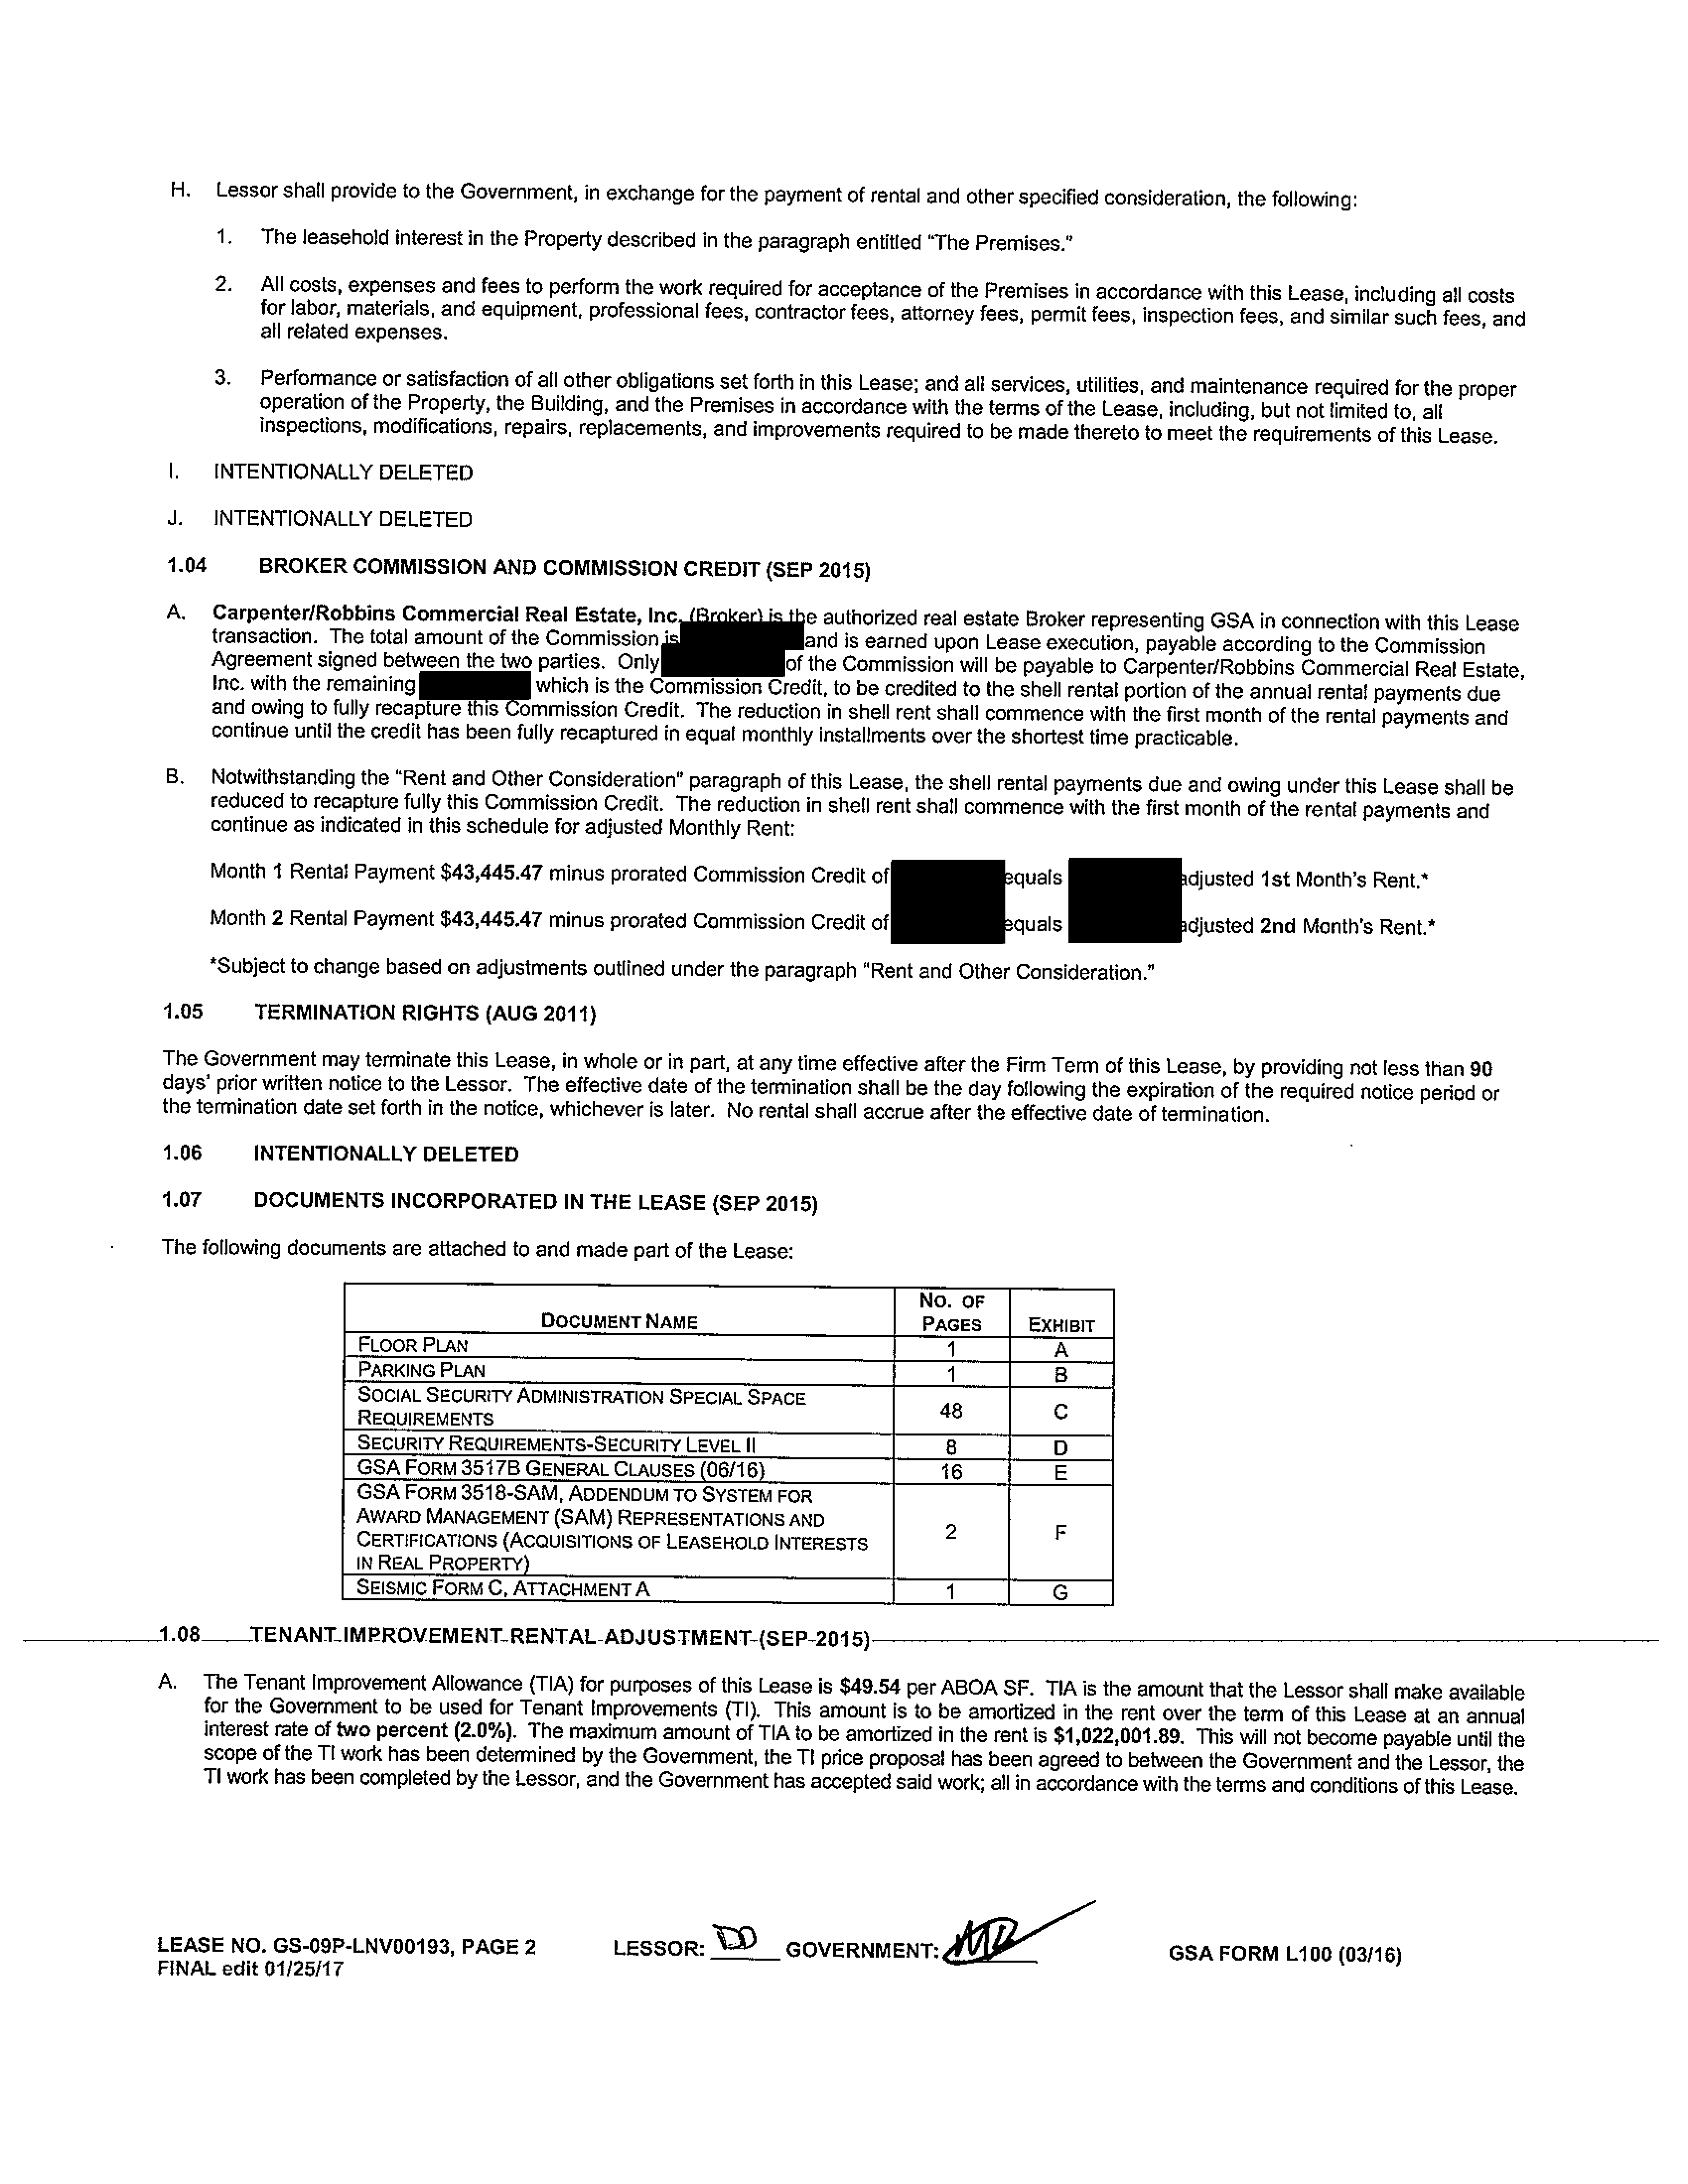 H. Lessor shall provide to the Government, in exchange for the payment of rental and other specified consideration, the following:
1. The leasehold interest in the Property described in the paragraph entitled "The Premises."
2. All costs, expenses and fees to perform the work required for acceptance of the Premises in accordance with this Lease, including all costs
for labor, materials, and equipment, professional fees, contractor fees, attorney fees, permit fees, inspection fees, and similar such fees, and
all related expenses.
3. Performance or satisfaction of all other obligations set forth in this Lease; and all services, utilities, and maintenance required for the proper
operation of the Property, the Building, and the Premises in accordance with the terms of the Lease, including, but not limited to, all
inspections, modifications, repairs, replacements, and improvements required to be made thereto to meet the requirements of this Lease.
I. INTENTIONALLY DELETED
J. INTENTIONALLY DELETED
1.04 BROKER COMMISSION AND COMMISSION CREDIT (SEP 2015)
A. Carpenter/Robbins Commercial Real Estate, Inc. (Broker) is the authorized real estate Broker representing GSA in connection with this Lease
transaction. The total amount of the Commission is and is earned upon Lease execution, payable according to the Commission
Agreement signed between the two parties. Only of the Commission will be payable to Carpenter/Robbins Commercial Real Estate,
Inc. with the remaining which is the Commission Credit, to be credited to the shell rental portion of the annual rental payments due
and owing to fully recapture this Commission Credit. The reduction in shell rent shall commence with the first month of the rental payments and
continue until the credit has been fully recaptured in equal monthly installments over the shortest time practicable.
B. Notwithstanding the "Rent and Other Consideration" paragraph of this Lease, the shell rental payments due and owing under this Lease shall be
reduced to recapture fully this Commission Credit. The reduction in shell rent shall commence with the first month of the rental payments and
continue as indicated in this schedule for adjusted Monthly Rent:
Month 1 Rental Payment $43,445.47 minus prorated Commission Credit of equals adjusted 1st Month's Rent.*
Month 2 Rental Payment $43,445.47 minus prorated Commission Credit of equals adjusted 2nd Month's Rent.*
*Subject to change based on adjustments outlined under the paragraph "Rent and Other Consideration."
1.05 TERMINATION RIGHTS (AUG 2011)
The Government may terminate this Lease, in whole or in part, at any time effective after the Firm Term of this Lease, by providing not less than 90
days' prior written notice to the Lessor. The effective date of the termination shall be the day following the expiration of the required notice period or
the termination date set forth in the notice, whichever is later. No rental shall accrue after the effective date of termination.
1.06 INTENTIONALLY DELETED
1.07 DOCUMENTS INCORPORATED IN THE LEASE (SEP 2015)
The following documents are attached to and made part of the Lease:
DOCUMENT NAME NO. OF PAGES EXHIBIT
FLOOR PLAN 1 A
PARKING PLAN 1 B
SOCIAL SECURITY ADMINISTRATION SPECIAL SPACE
REQUIREMENTS 48 C
SECURITY REQUIREMENTS-SECURITY LEVEL II 8 D
GSA FORM 3517B GENERAL CLAUSES (06/16) 16 E
GSA FORM 3518-SAM, ADDENDUM TO SYSTEM FOR
AWARD MANAGEMENT (SAM) REPRESENTATIONS AND
CERTIFICATIONS (ACQUISITIONS OF LEASEHOLD INTERESTS
IN REAL PROPERTY) 2 F
SEISMIC FORM C, ATTACHMENT A 1 G
1.08 TENANT IMPROVEMENT RENTAL ADJUSTMENT (SEP 2015)
A. The Tenant Improvement Allowance (TIA) for purposes of this Lease is $49.54 per ABOA SF. TIA is the amount that the Lessor shall make available
for the Government to be used for Tenant Improvements (TI). This amount is to be amortized in the rent over the term of this Lease at an annual
interest rate of two percent (2.0%). The maximum amount of TIA to be amortized in the rent is $1,022,001.89. This will not become payable until the
scope of the TI work has been determined by the Government, the TI price proposal has been agreed to between the Government and the Lessor, the
TI work has been completed by the Lessor, and the Government has accepted said work; all in accordance with the terms and conditions of this Lease.
LEASE NO. GS-09P-LNV00193, PAGE 2 LESSOR: GOVERNMENT: GSA FORM L100 (03/16)
FINAL edit 01/25/17